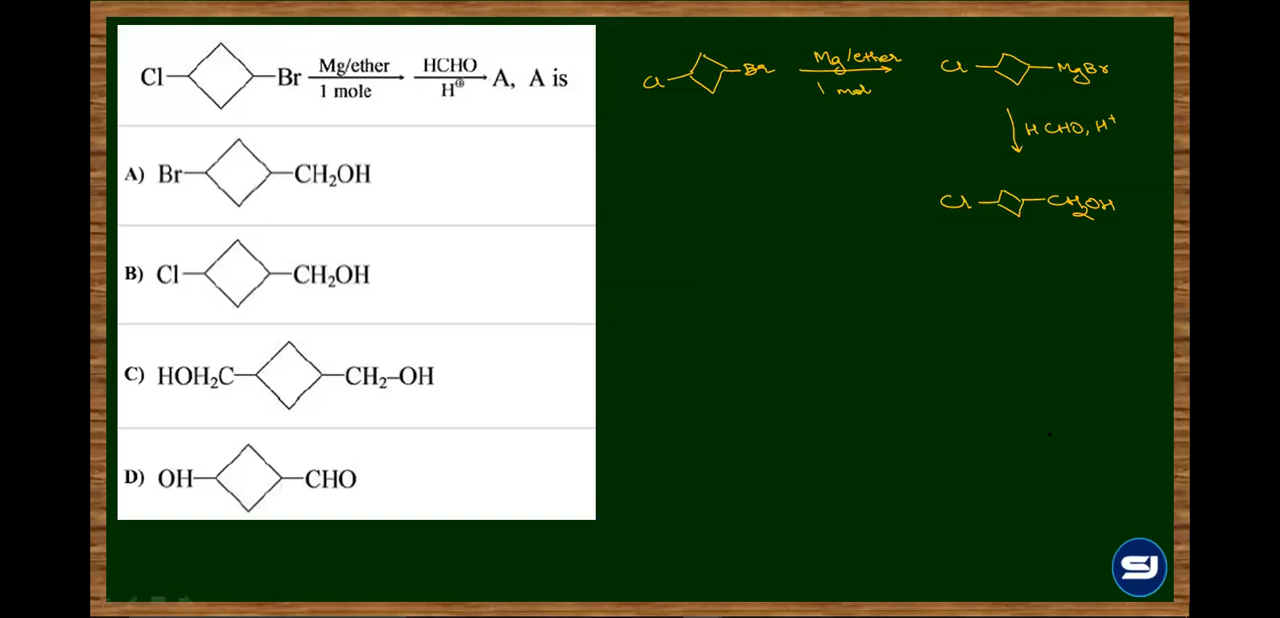 Cl Br Mg/ether 1 mole HCHO H⊕ A, A is
A) Br CH₂OH
B) Cl CH₂OH
C) HOH₂C CH₂–OH
D) OH CHO
Cl Br Mg/ether 1 mol Cl MgBr
HCHO, H⁺
Cl CH₂OH
SJ